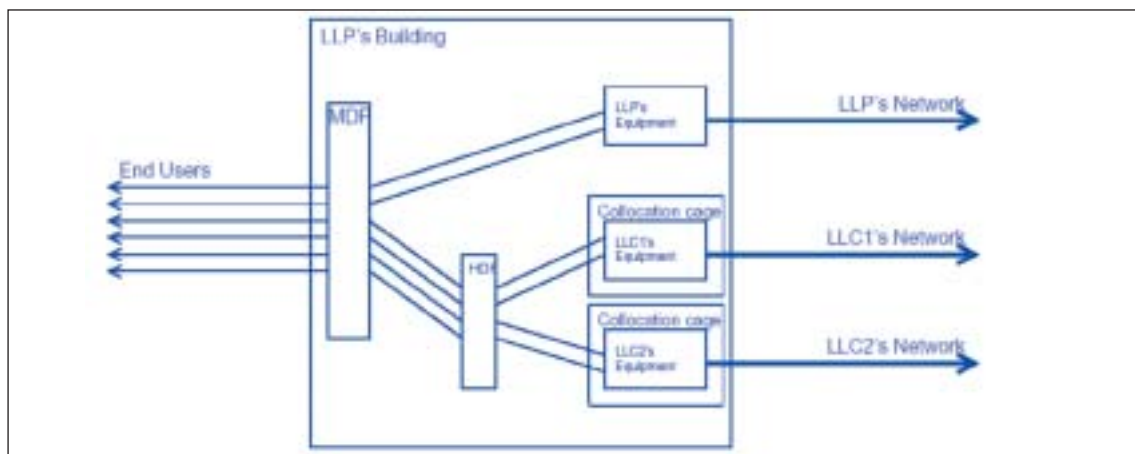 LLP's Building
MDF
LLP's
Equipment
LLP's Network
End Users
Collocation cage
LLC1's
Equipment
LLC1's Network
HDF
Collocation cage
LLC2's
Equipment
LLC2's Network